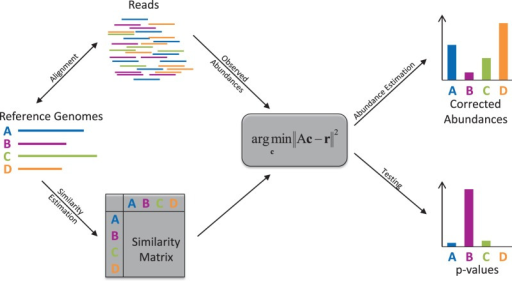 Reads
Alignment
Observed
Abundances
Reference Genomes
A
B
C
D
Similarity
Estimation
A B C D
A
B
C
D
Similarity
Matrix
arg min ‖Ac − r‖²
c
Abundance Estimation
A B C D
Corrected
Abundances
Testing
A B C D
p-values